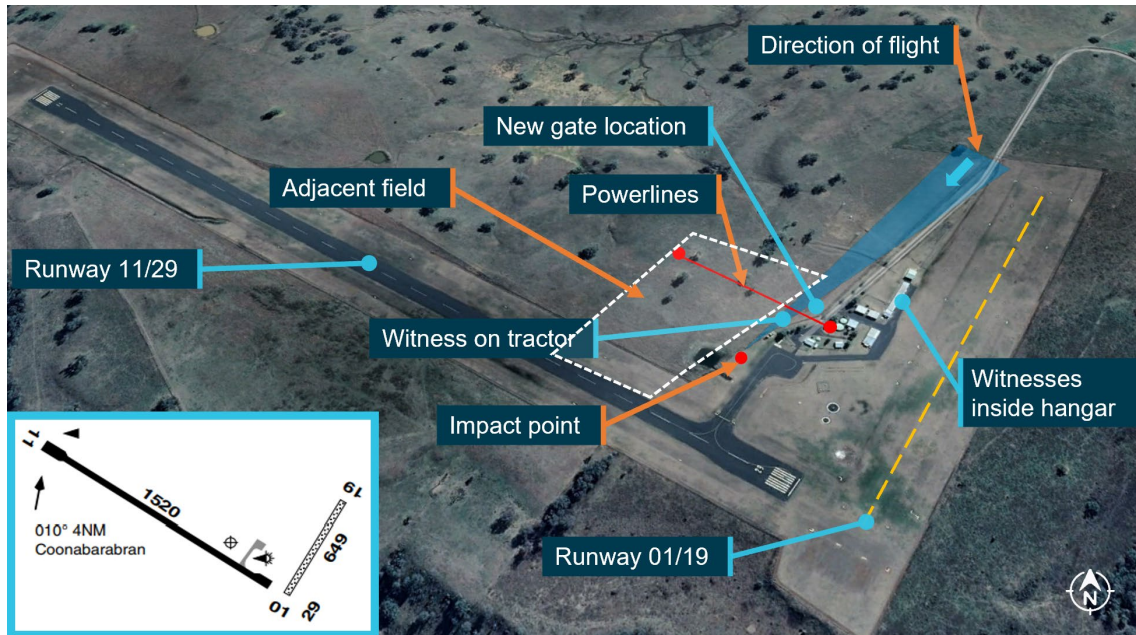 Direction of flight
New gate location
Adjacent field
Powerlines
Runway 11/29
Witness on tractor
Witnesses
inside hangar
Impact point
Runway 01/19
11
1520
010° 4NM
Coonabarabran
19
649
01
29
N